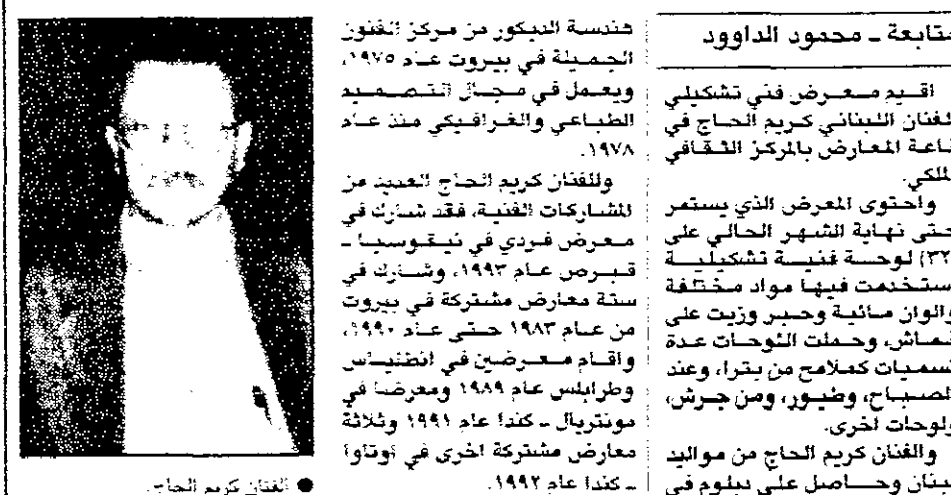 متابعة ـ محمود الداوود
اقـيم مـعـرض فني تشكيلي
للفنان اللبناني كريم الحاج في
قاعة المعارض بالمركز الثقافي
الملكي.
واحتوى المعرض الذي يستمر
حتى نهاية الشهر الحالي على
(٣٢) لوحة فنية تشكيلية
استخدمت فيها مواد مختلفة
والوان مائية وحبر وزيت على
قماش، وحملت اللوحات عدة
تسميات كملامح من بترا، وعند
الصباح، وطيور، ومن جرش،
ولوحات اخرى.
والفنان كريم الحاج من مواليد
لبنان وحاصل على دبلوم في
هندسة الديكور من مركز الفنون
الجميلة في بيروت عام ١٩٧٥،
ويعمل في مجال التصميم
الطباعي والغرافيكي منذ عام
١٩٧٨.
وللفنان كريم الحاج العديد من
المشاركات الفنية، فقد شارك في
معرض فردي في نيقوسيا ـ
قبرص عام ١٩٩٣، وشارك في
ستة معارض مشتركة في بيروت
من عام ١٩٨٣ حتى عام ١٩٩٠،
واقام معرضين في انطلياس
وطرابلس عام ١٩٨٩ ومعرضا في
مونتريال ـ كندا عام ١٩٩١ وثلاثة
معارض مشتركة اخرى في اوتاوا
ـ كندا عام ١٩٩٢.
● الفنان كريم الحاج.